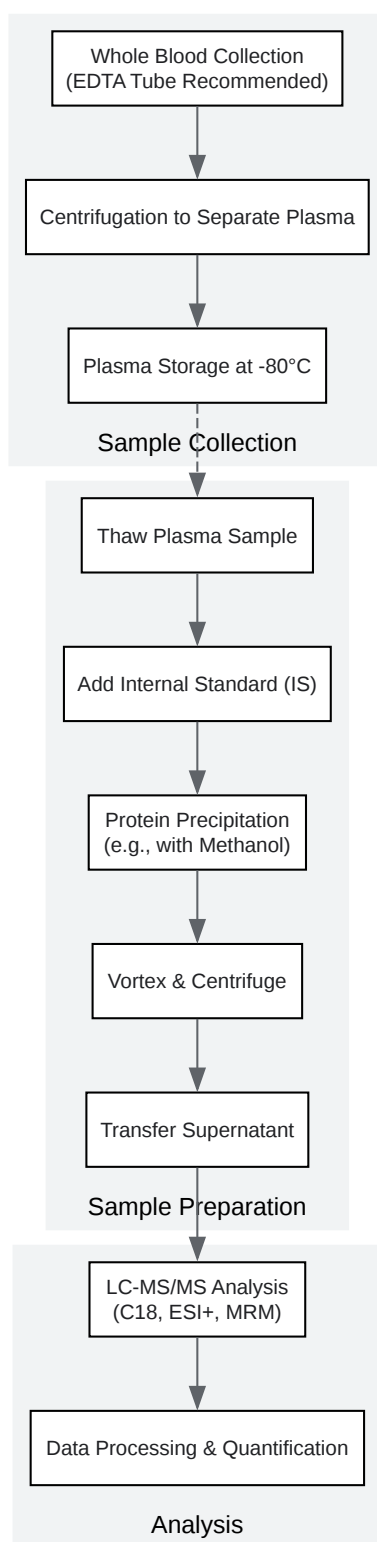 Whole Blood Collection
(EDTA Tube Recommended)
Centrifugation to Separate Plasma
Plasma Storage at -80°C
Sample Collection
Thaw Plasma Sample
Add Internal Standard (IS)
Protein Precipitation
(e.g., with Methanol)
Vortex & Centrifuge
Transfer Supernatant
Sample Preparation
LC-MS/MS Analysis
(C18, ESI+, MRM)
Data Processing & Quantification
Analysis